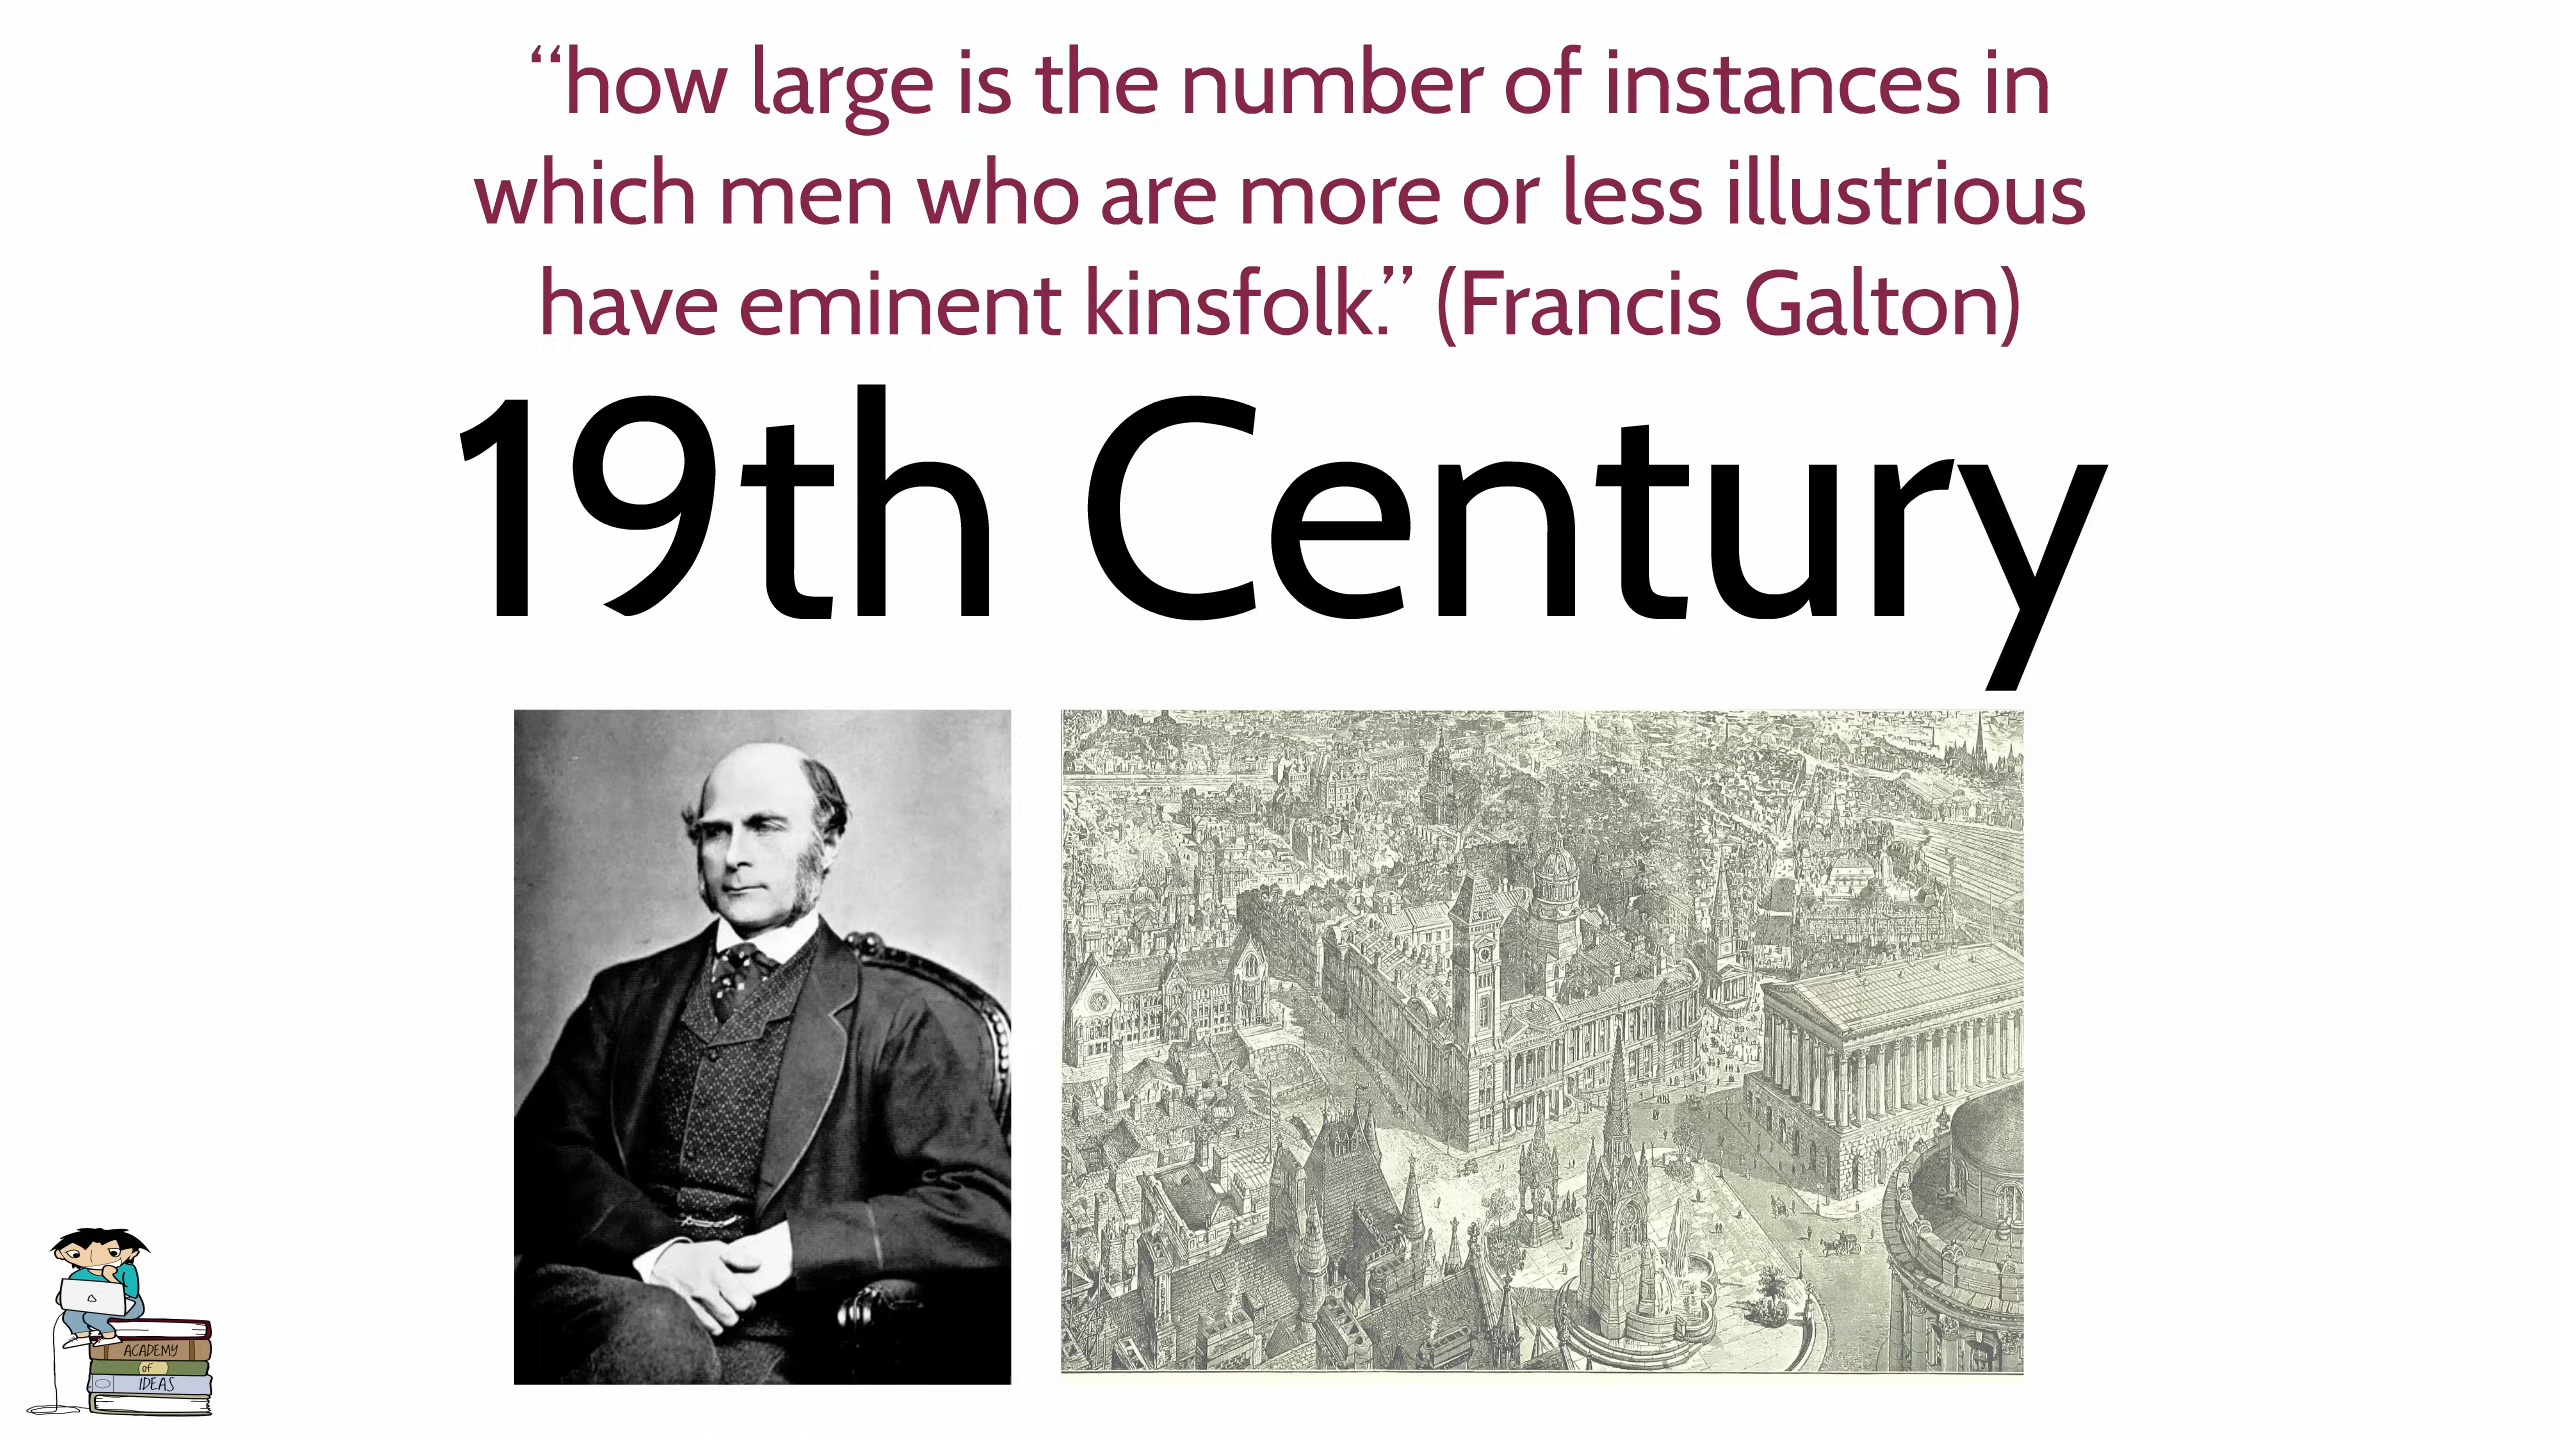 “how large is the number of instances in
which men who are more or less illustrious
have eminent kinsfolk.” (Francis Galton)
19th Century
ACADEMY
of
IDEAS